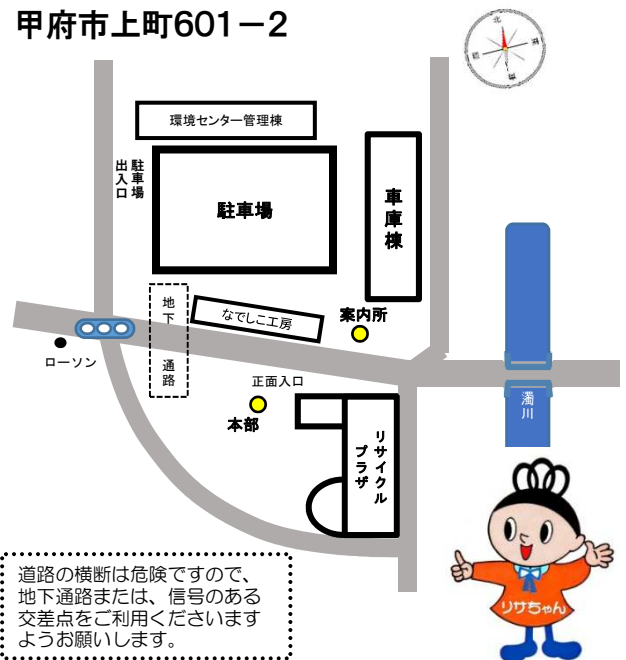 甲府市上町601－2
北
東
西
南
環境センター管理棟
駐車場
出入口
駐車場
車庫棟
地下 通路
なでしこ工房
案内所
ローソン
正面入口
本部
リサイクル
プラザ
濁川
道路の横断は危険ですので、
地下通路または、信号のある
交差点をご利用くださいます
ようお願いします。
リサちゃん